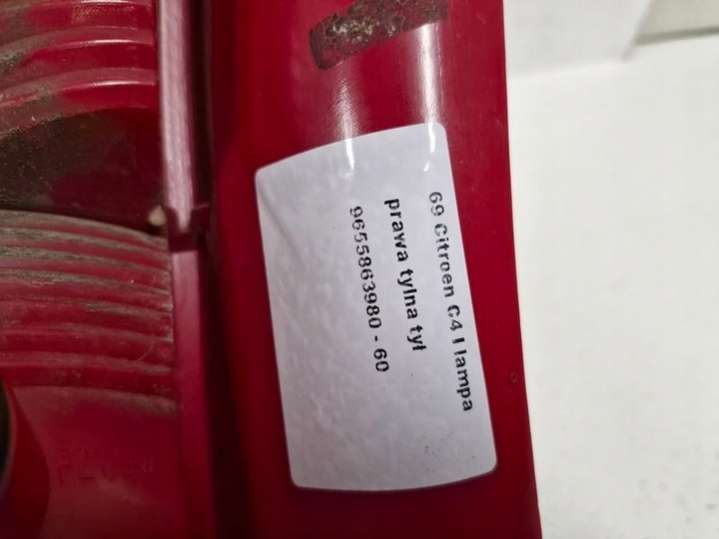 69 Citroen C4 I lampa
prawa tylna tył
9655863980 - 60